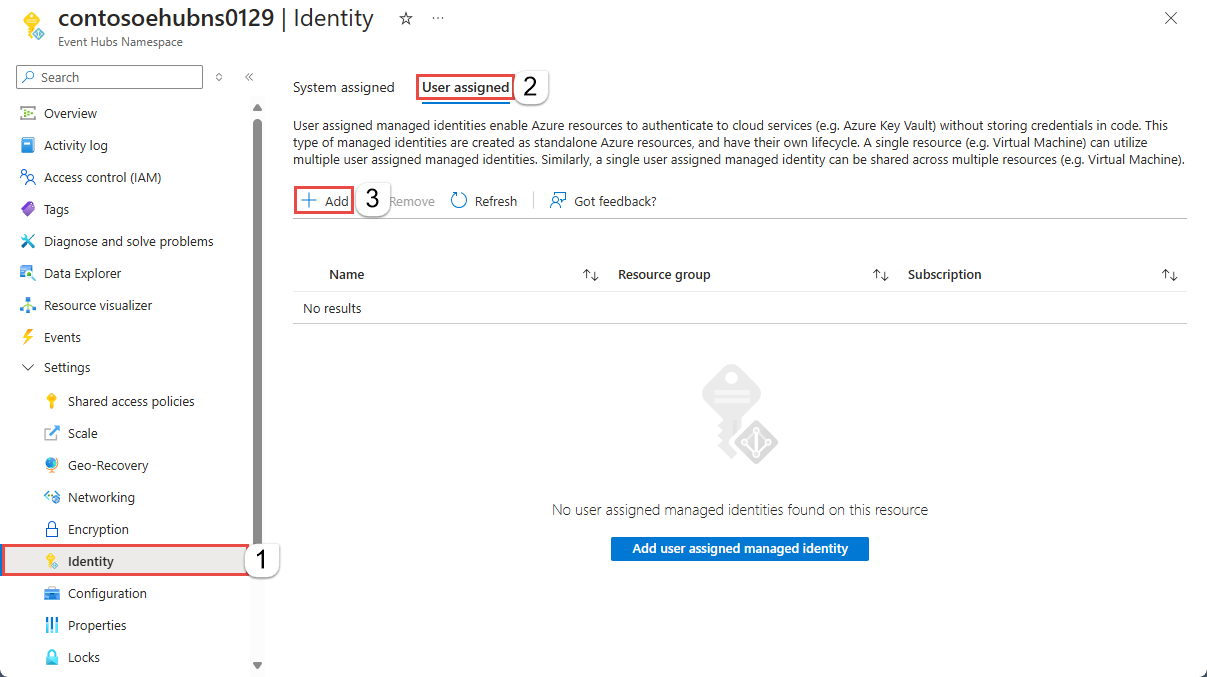 contosoehubns0129 | Identity
Event Hubs Namespace
Search
Overview
Activity log
Access control (IAM)
Tags
Diagnose and solve problems
Data Explorer
Resource visualizer
Events
Settings
Shared access policies
Scale
Geo-Recovery
Networking
Encryption
Identity
1
Configuration
Properties
Locks
System assigned
User assigned
2
User assigned managed identities enable Azure resources to authenticate to cloud services (e.g. Azure Key Vault) without storing credentials in code. This
type of managed identities are created as standalone Azure resources, and have their own lifecycle. A single resource (e.g. Virtual Machine) can utilize
multiple user assigned managed identities. Similarly, a single user assigned managed identity can be shared across multiple resources (e.g. Virtual Machine).
Add
3
Remove
Refresh
Got feedback?
Name
Resource group
Subscription
No results
No user assigned managed identities found on this resource
Add user assigned managed identity